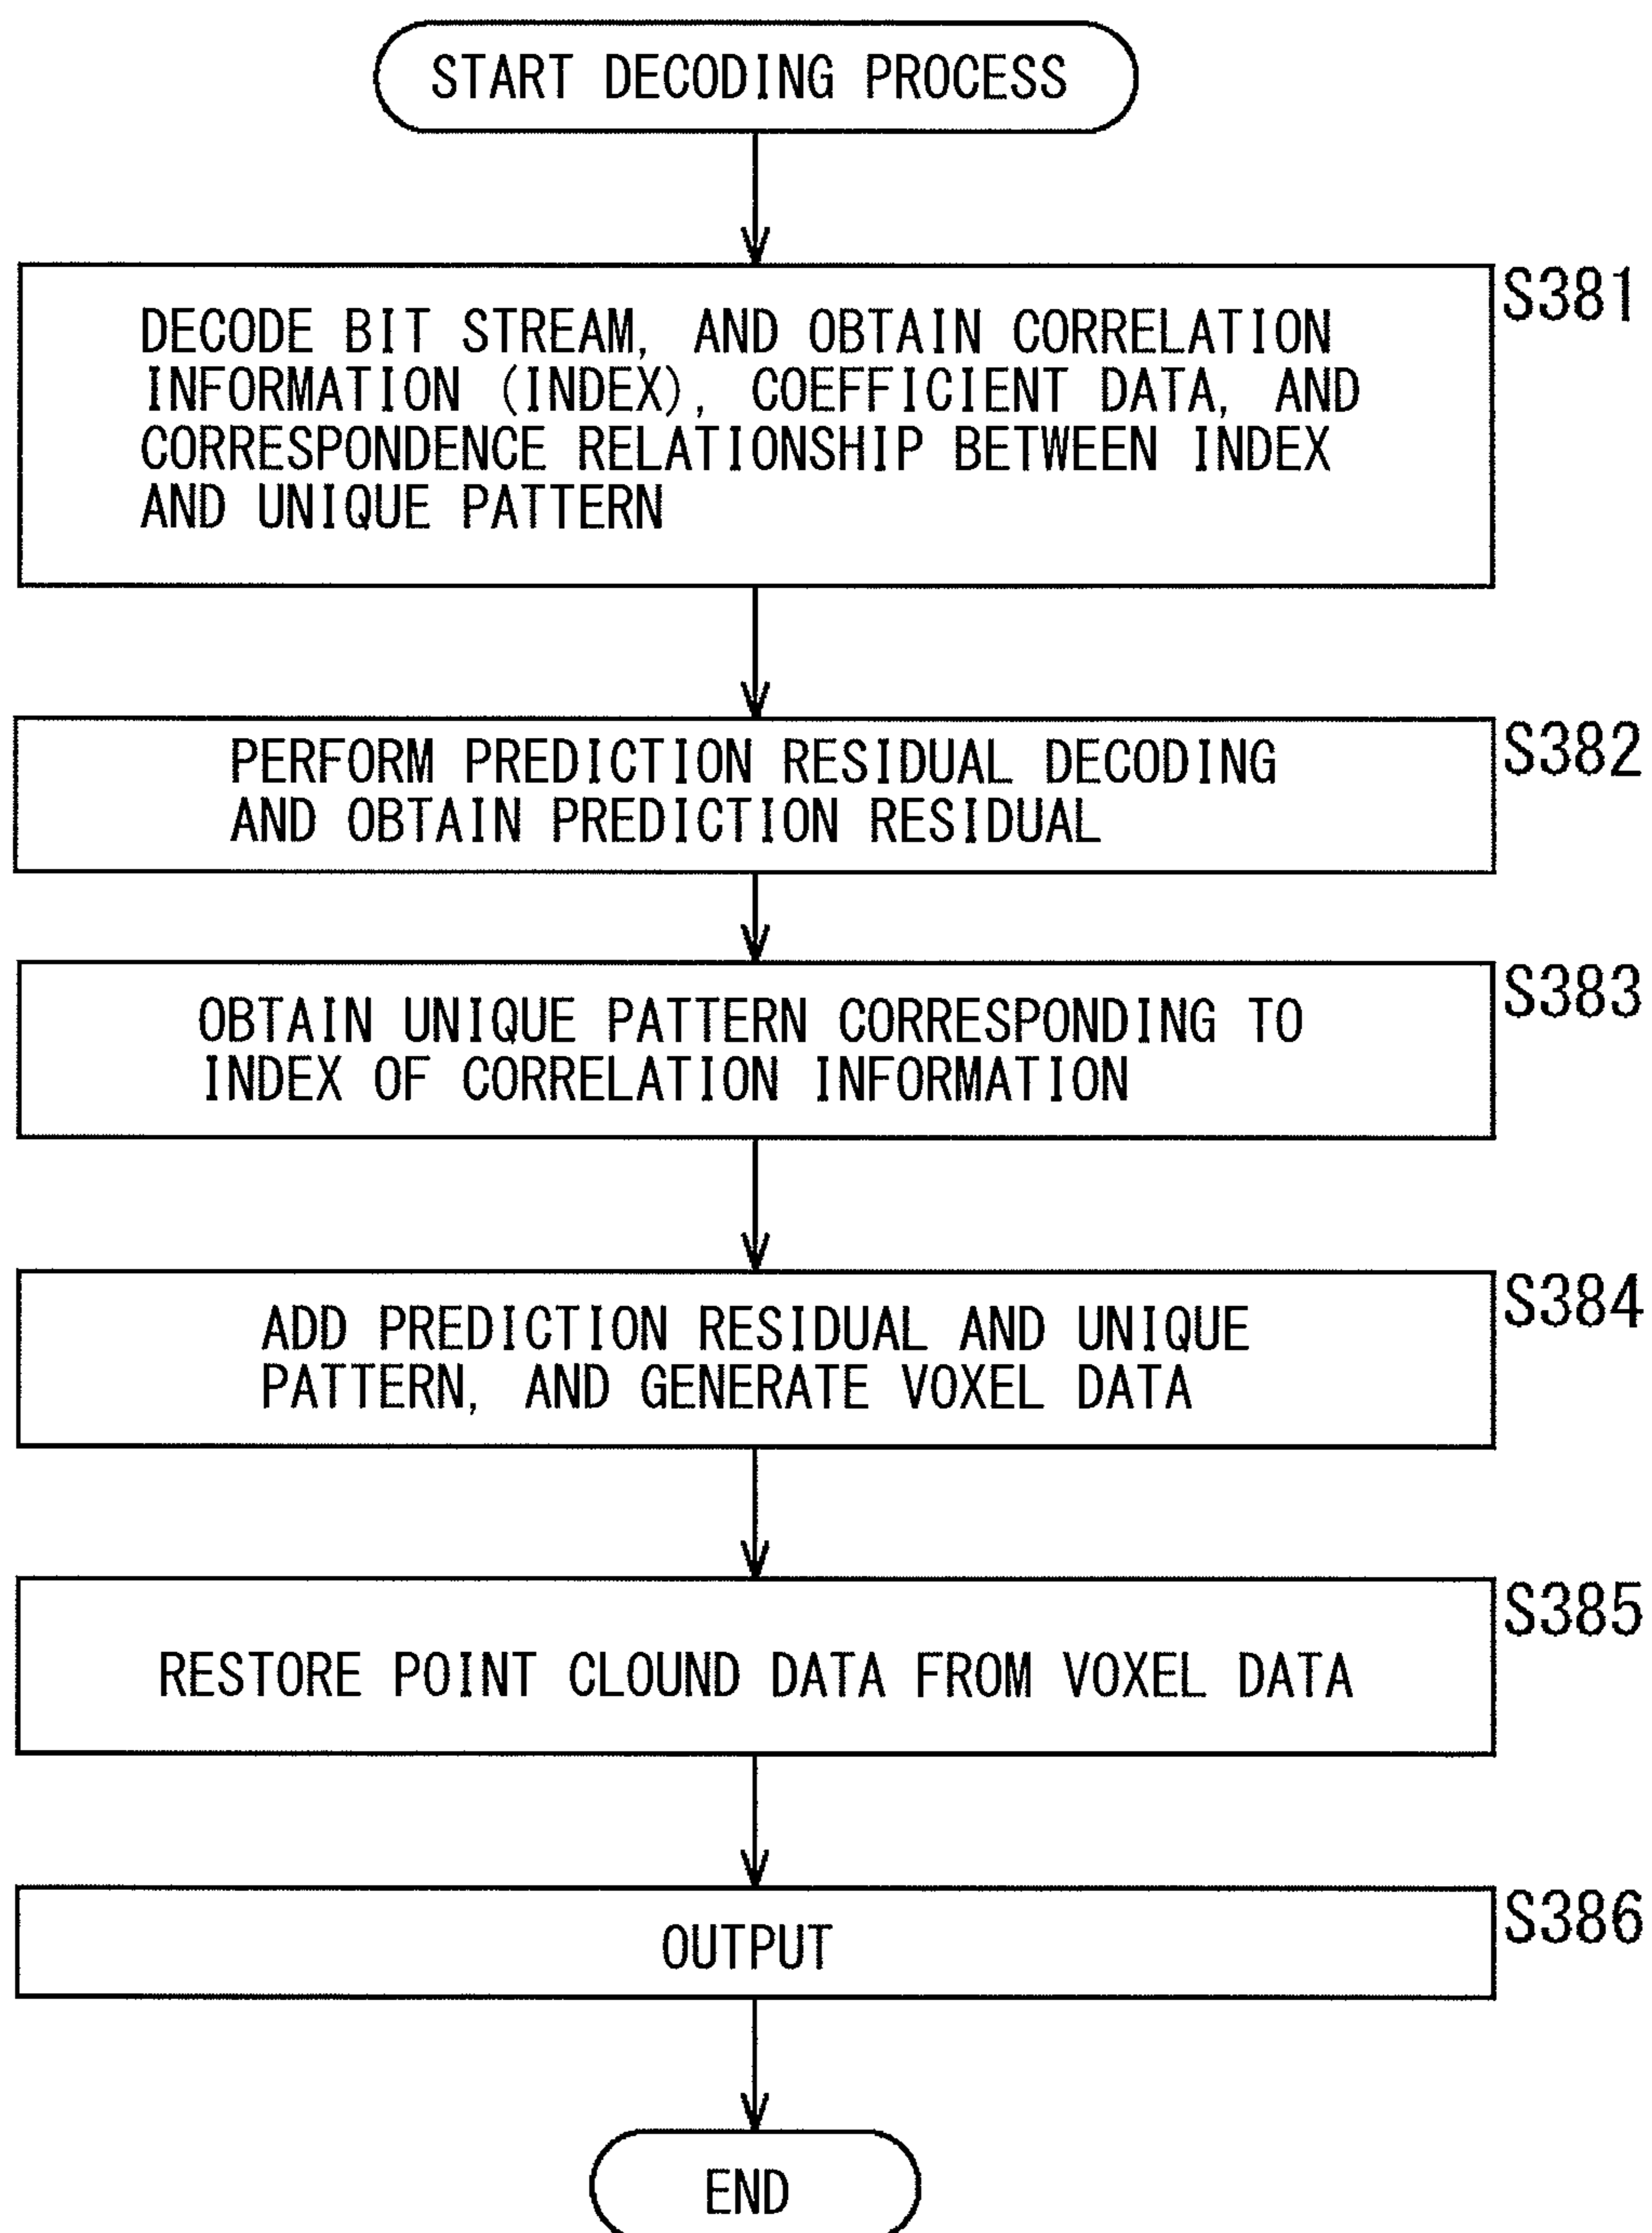 START DECODING PROCESS
S381
DECODE BIT STREAM, AND OBTAIN CORRELATION
INFORMATION (INDEX), COEFFICIENT DATA, AND
CORRESPONDENCE RELATIONSHIP BETWEEN INDEX
AND UNIQUE PATTERN
S382
PERFORM PREDICTION RESIDUAL DECODING
AND OBTAIN PREDICTION RESIDUAL
S383
OBTAIN UNIQUE PATTERN CORRESPONDING TO
INDEX OF CORRELATION INFORMATION
S384
ADD PREDICTION RESIDUAL AND UNIQUE
PATTERN, AND GENERATE VOXEL DATA
S385
RESTORE POINT CLOUND DATA FROM VOXEL DATA
S386
OUTPUT
END